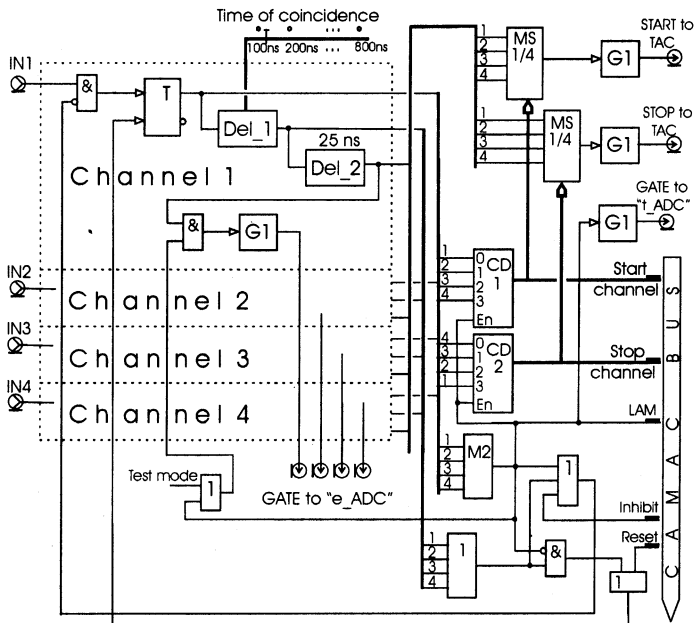 Time of coincidence
100ns 200ns ... 800ns
IN1
&
T
Del_1
25 ns
Del_2
Channel 1
&
G1
IN2
Channel 2
IN3
Channel 3
IN4
Channel 4
Test mode
1
GATE to "e_ADC"
&
1
2
3
4
MS
1/4
G1
START to
TAC
1
2
3
4
MS
1/4
G1
STOP to
TAC
G1
GATE to
"t_ADC"
1
2
3
4
0
1
2
3
CD
1
En
Start
channel
4
3
2
1
0
1
2
3
CD
2
En
Stop
channel
LAM
1
2
3
4
M2
1
Inhibit
Reset
1
2
3
4
1
&
1
CAMAC BUS